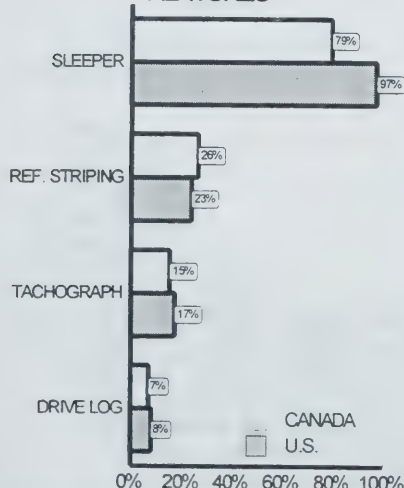 SLEEPER
79%
97%
REF. STRIPING
26%
23%
TACHOGRAPH
15%
17%
DRIVE LOG
7%
8%
CANADA
U.S.
0% 20% 40% 60% 80% 100%